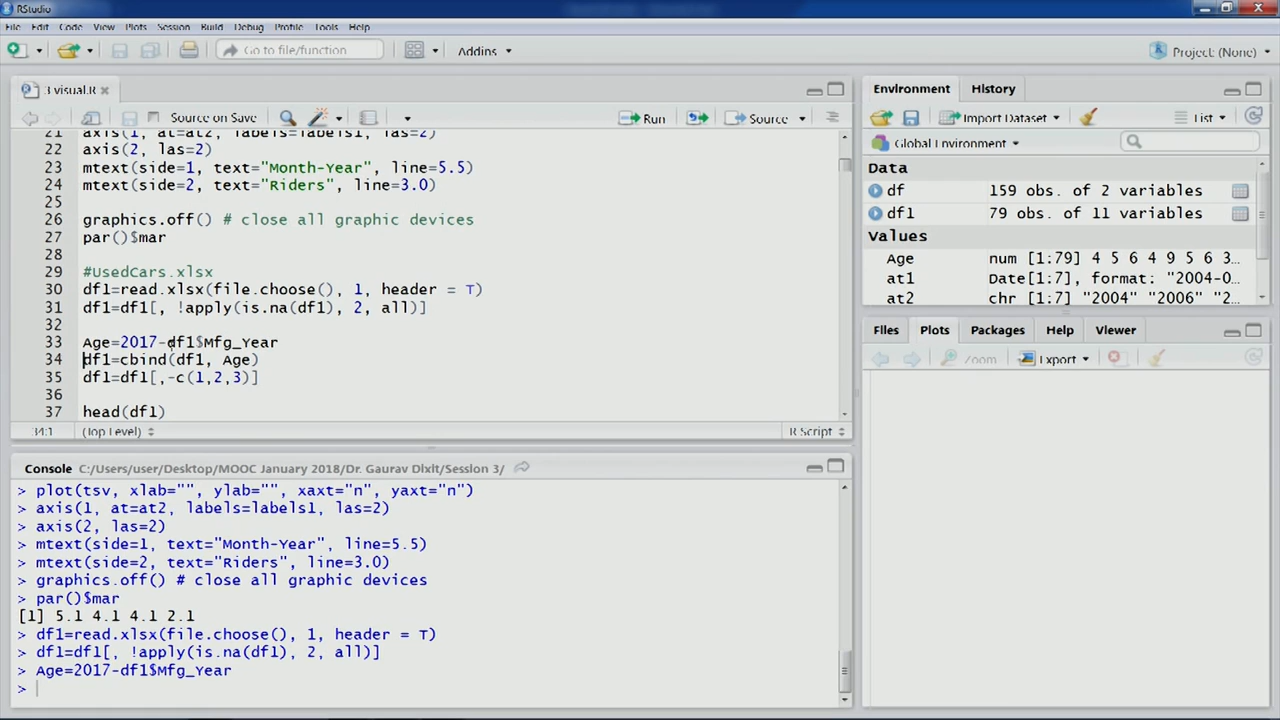 RStudio
File Edit Code View Plots Session Build Debug Profile Tools Help
Go to file/function
Addins
Project: (None)
3 visual.R
Source on Save
Run
Source
21 axis(1, at=at2, labels=labels1, las=2)
22 axis(2, las=2)
23 mtext(side=1, text="Month-Year", line=5.5)
24 mtext(side=2, text="Riders", line=3.0)
25
26 graphics.off() # close all graphic devices
27 par()$mar
28
29 #UsedCars.xlsx
30 df1=read.xlsx(file.choose(), 1, header = T)
31 df1=df1[, !apply(is.na(df1), 2, all)]
32
33 Age=2017-df1$Mfg_Year
34 df1=cbind(df1, Age)
35 df1=df1[,-c(1,2,3)]
36
37 head(df1)
34:1 (Top Level) R Script
Console C:/Users/user/Desktop/MOOC January 2018/Dr. Gaurav Dixit/Session 3/
> plot(tsv, xlab="", ylab="", xaxt="n", yaxt="n")
> axis(1, at=at2, labels=labels1, las=2)
> axis(2, las=2)
> mtext(side=1, text="Month-Year", line=5.5)
> mtext(side=2, text="Riders", line=3.0)
> graphics.off() # close all graphic devices
> par()$mar
[1] 5.1 4.1 4.1 2.1
> df1=read.xlsx(file.choose(), 1, header = T)
> df1=df1[, !apply(is.na(df1), 2, all)]
> Age=2017-df1$Mfg_Year
>
Environment History
Import Dataset
List
Global Environment
Data
df 159 obs. of 2 variables
df1 79 obs. of 11 variables
Values
Age num [1:79] 4 5 6 4 9 5 6 3…
at1 Date[1:7], format: "2004-0…
at2 chr [1:7] "2004" "2006" "2…
Files Plots Packages Help Viewer
Zoom Export